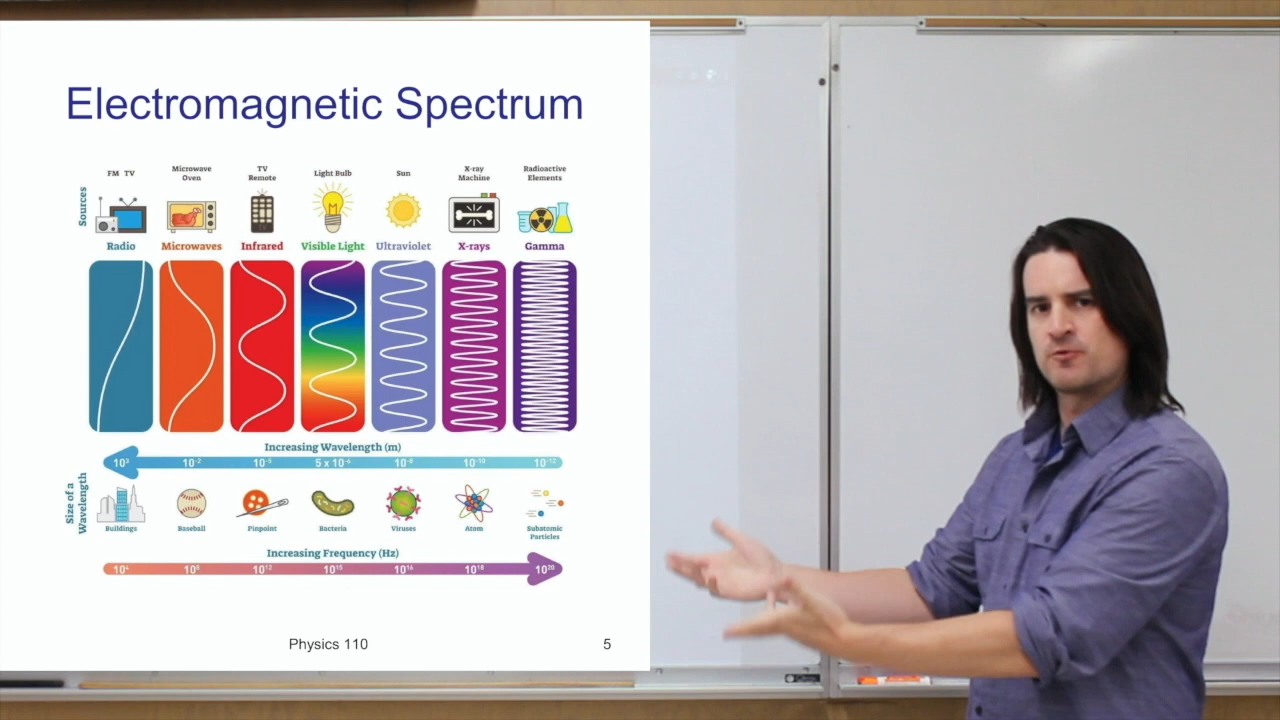 Electromagnetic Spectrum
Sources
FM TV
Microwave
Oven
TV
Remote
Light Bulb
Sun
X-ray
Machine
Radioactive
Elements
Radio Microwaves Infrared Visible Light Ultraviolet X-rays Gamma
Increasing Wavelength (m)
10³ 10⁻² 10⁻⁵ 5 x 10⁻⁶ 10⁻⁸ 10⁻¹⁰ 10⁻¹²
Size of a
Wavelength
Buildings Baseball Pinpoint Bacteria Viruses Atom Subatomic
Particles
Increasing Frequency (Hz)
10⁴ 10⁸ 10¹² 10¹⁵ 10¹⁶ 10¹⁸ 10²⁰
Physics 110 5